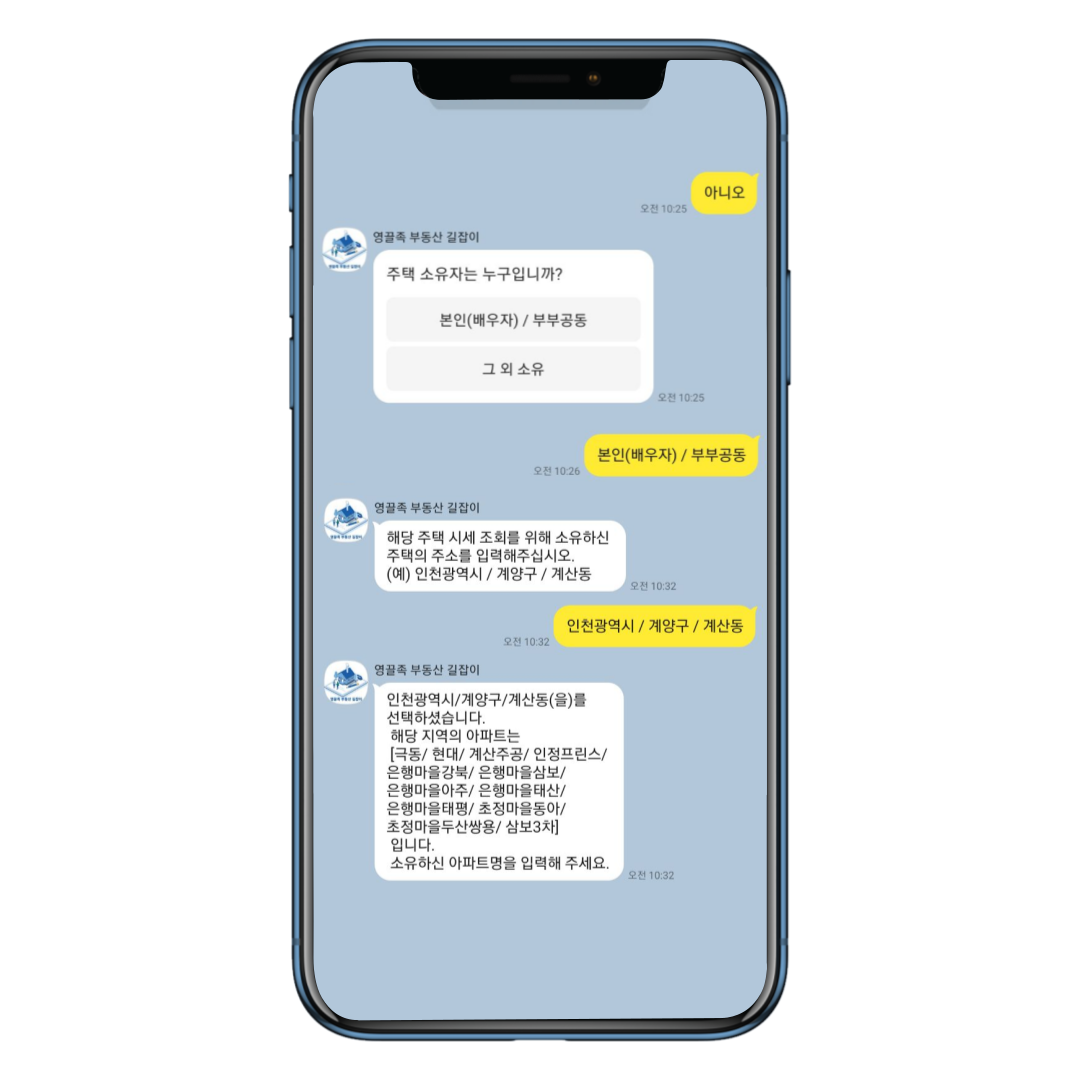 아니오
오전 10:25
영끌족 부동산 길잡이
주택 소유자는 누구입니까?
본인(배우자) / 부부공동
그 외 소유
오전 10:25
본인(배우자) / 부부공동
오전 10:26
영끌족 부동산 길잡이
해당 주택 시세 조회를 위해 소유하신
주택의 주소를 입력해주십시오.
(예) 인천광역시 / 계양구 / 계산동
오전 10:32
인천광역시 / 계양구 / 계산동
오전 10:32
영끌족 부동산 길잡이
인천광역시/계양구/계산동(을)를
선택하셨습니다.
해당 지역의 아파트는
[극동/ 현대/ 계산주공/ 인정프린스/
은행마을강북/ 은행마을삼보/
은행마을아주/ 은행마을태산/
은행마을태평/ 초정마을동아/
초정마을두산쌍용/ 삼보3차]
입니다.
소유하신 아파트명을 입력해 주세요.
오전 10:32